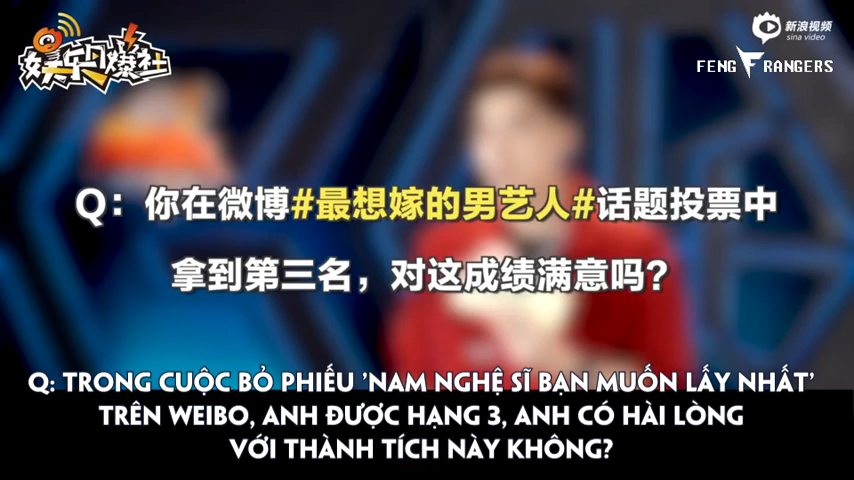 娱乐闪爆社
新浪视频
sina video
FENG RANGERS
Q：你在微博#最想嫁的男艺人#话题投票中
拿到第三名，对这成绩满意吗？
Q: TRONG CUỘC BỎ PHIẾU 'NAM NGHỆ SĨ BẠN MUỐN LẤY NHẤT'
TRÊN WEIBO, ANH ĐƯỢC HẠNG 3, ANH CÓ HÀI LÒNG
VỚI THÀNH TÍCH NÀY KHÔNG?